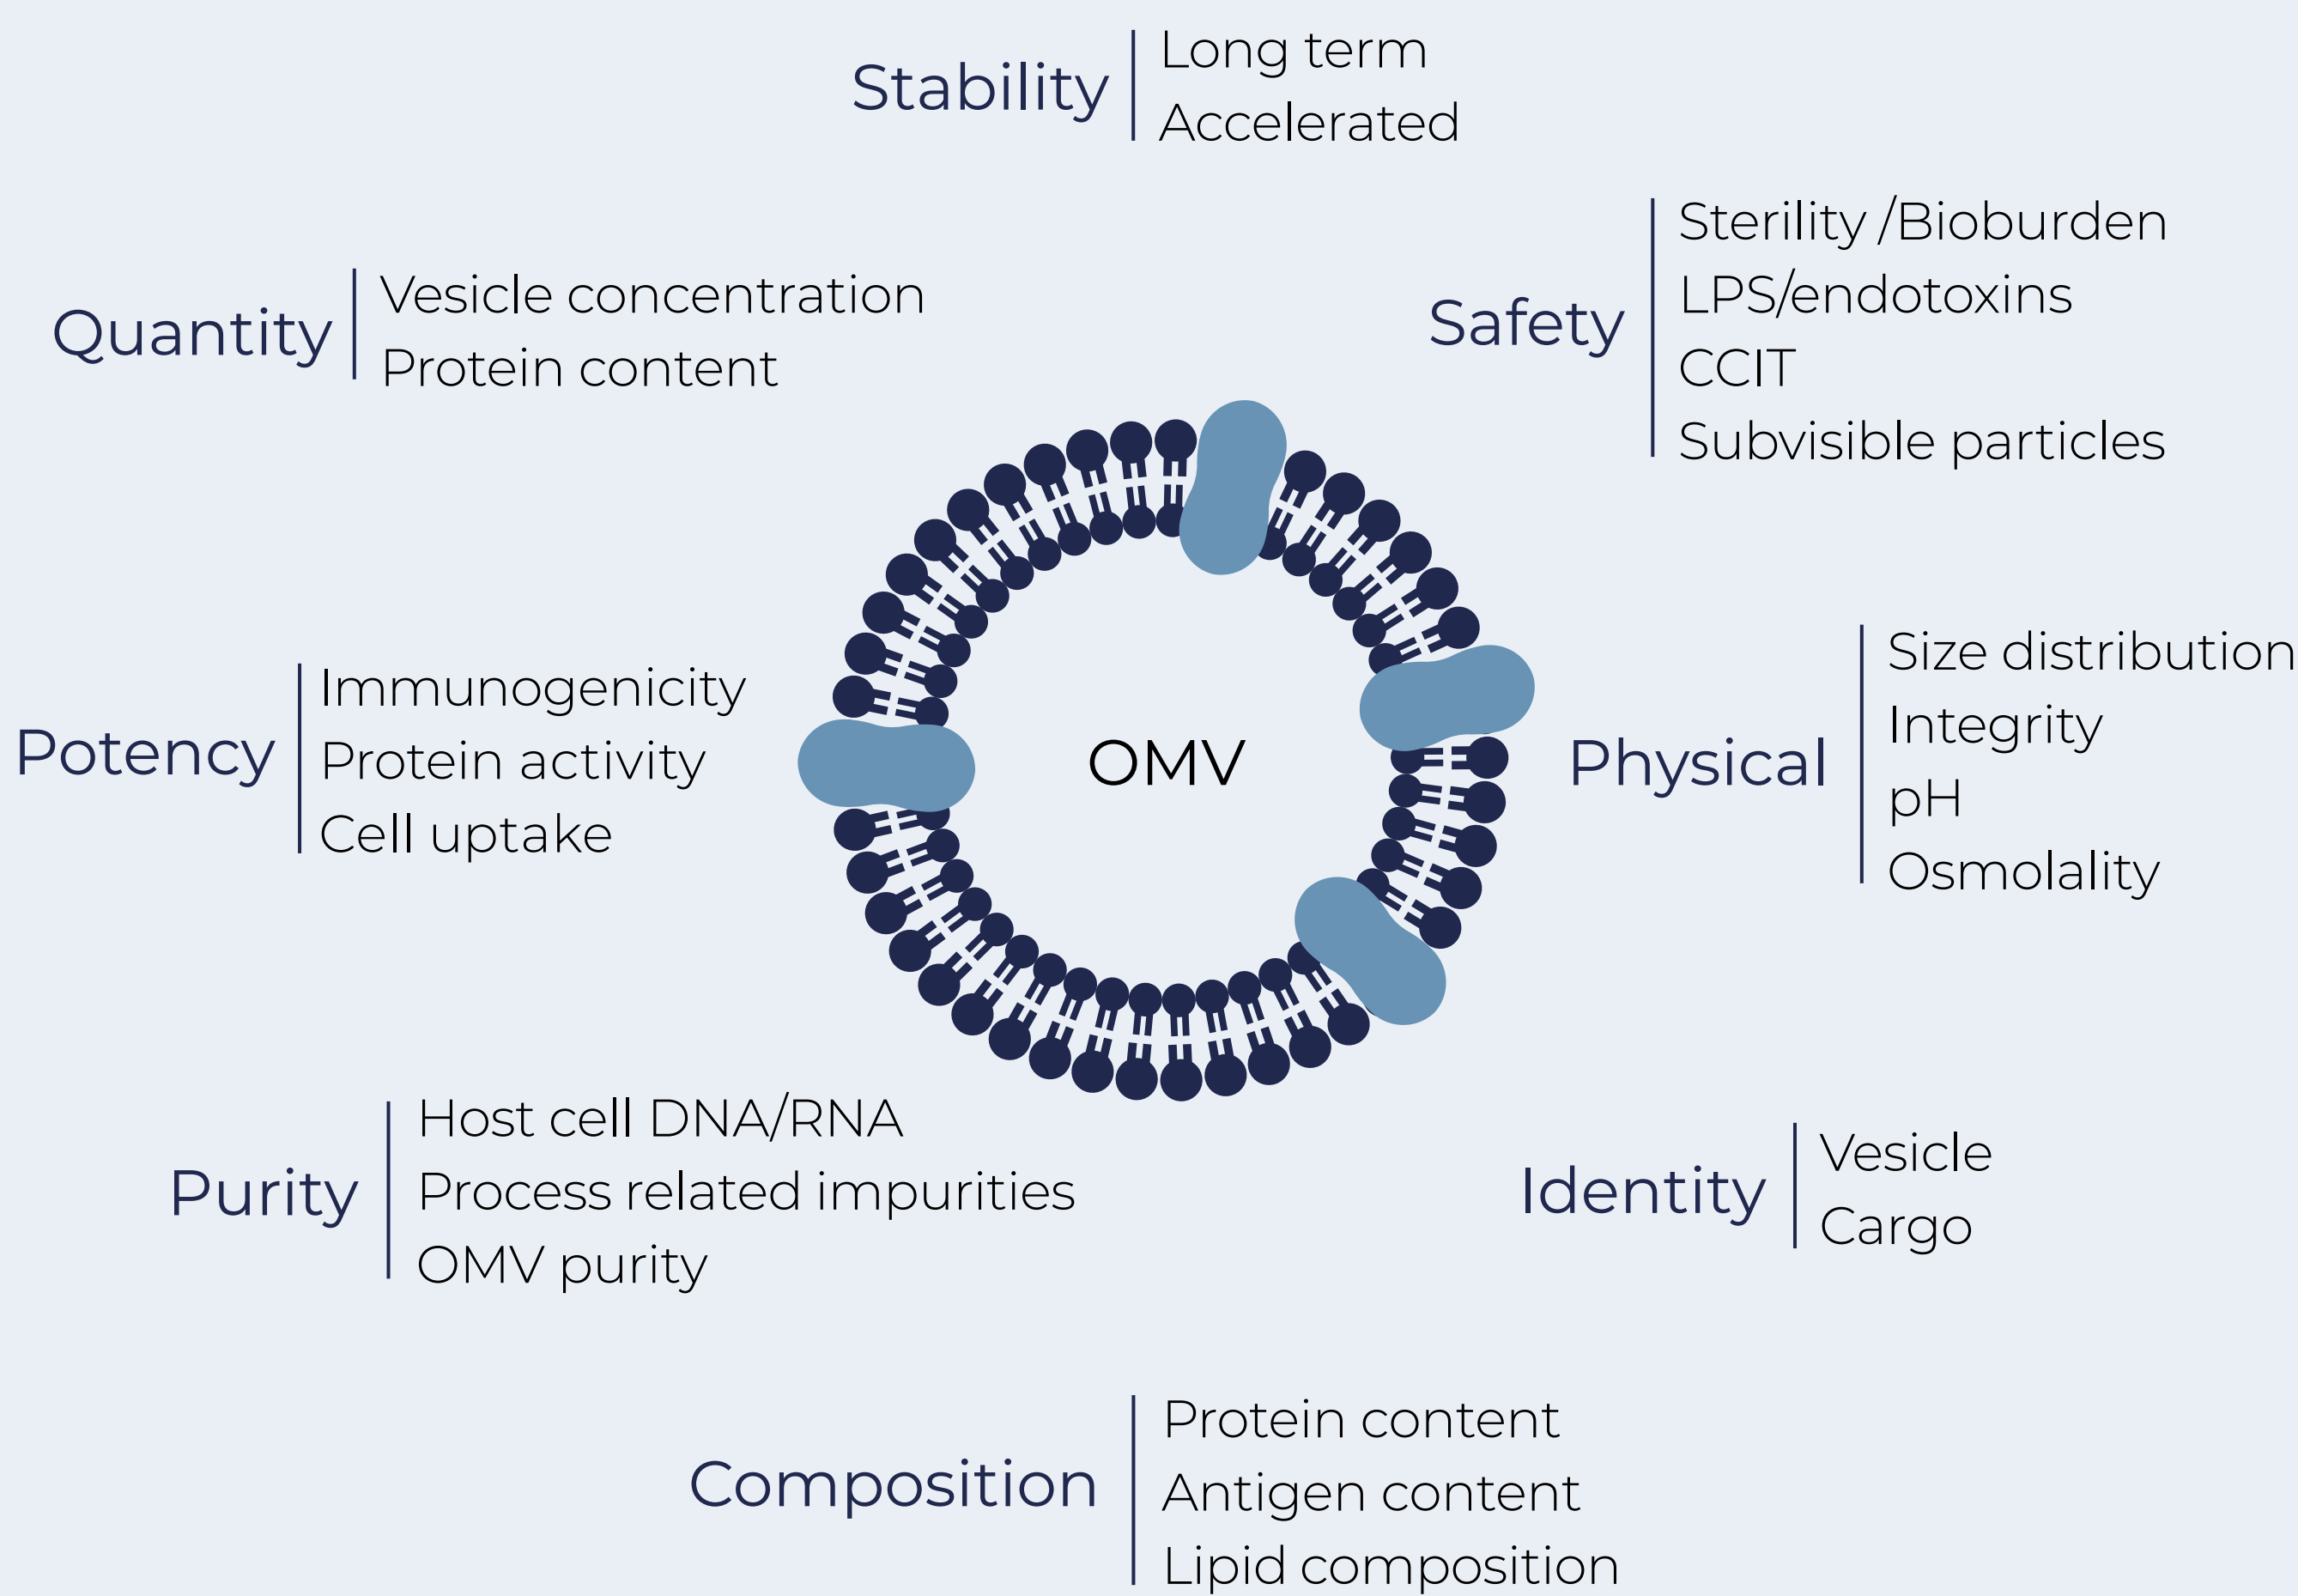 Stability
Long term
Accelerated
Safety
Sterility /Bioburden
LPS/endotoxins
CCIT
Subvisible particles
Quantity
Vesicle concentration
Protein content
Potency
Immunogenicity
Protein activity
Cell uptake
OMV
Physical
Size distribution
Integrity
pH
Osmolality
Purity
Host cell DNA/RNA
Process related impurities
OMV purity
Identity
Vesicle
Cargo
Composition
Protein content
Antigen content
Lipid composition